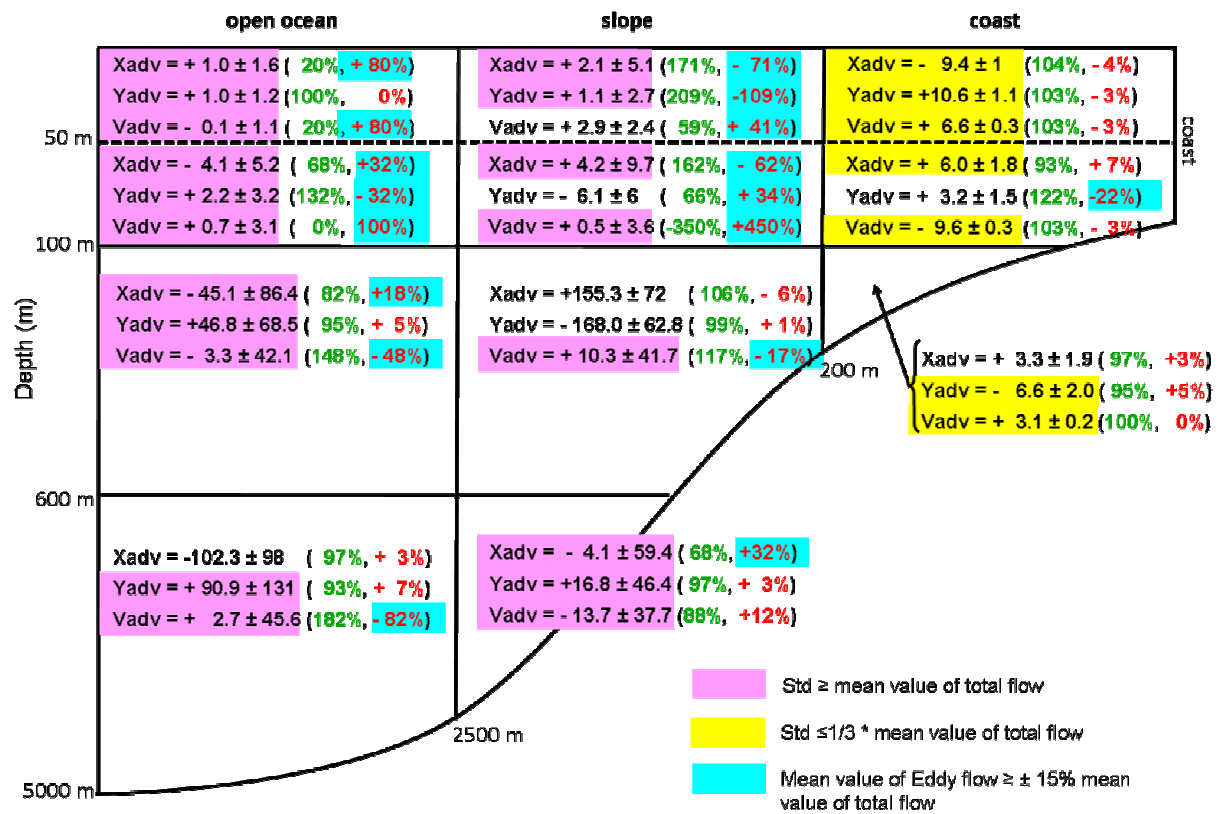 open ocean slope coast
Xadv = + 1.0 ± 1.6 ( 20%, + 80%) Xadv = + 2.1 ± 5.1 (171%, - 71%) Xadv = - 9.4 ± 1 (104%, - 4%)
Yadv = + 1.0 ± 1.2 (100%, 0%) Yadv = + 1.1 ± 2.7 (209%, -109%) Yadv = +10.6 ± 1.1 (103%, - 3%)
Vadv = - 0.1 ± 1.1 ( 20%, + 80%) Vadv = + 2.9 ± 2.4 ( 59%, + 41%) Vadv = + 6.6 ± 0.3 (103%, - 3%)
coast
50 m
Xadv = - 4.1 ± 5.2 ( 68%, +32%) Xadv = + 4.2 ± 9.7 (162%, - 62%) Xadv = + 6.0 ± 1.8 ( 93%, + 7%)
Yadv = + 2.2 ± 3.2 (132%, - 32%) Yadv = - 6.1 ± 6 ( 66%, + 34%) Yadv = + 3.2 ± 1.5 (122%, -22%)
Vadv = + 0.7 ± 3.1 ( 0%, 100%) Vadv = + 0.5 ± 3.6 (-350%, +450%) Vadv = - 9.6 ± 0.3 (103%, - 3%)
100 m
Xadv = - 45.1 ± 86.4 ( 82%, +18%) Xadv = +155.3 ± 72 ( 106%, - 6%)
Yadv = +46.8 ± 68.5 ( 95%, + 5%) Yadv = - 168.0 ± 62.8 ( 99%, + 1%)
Vadv = - 3.3 ± 42.1 (148%, - 48%) Vadv = + 10.3 ± 41.7 (117%, - 17%)
Depth (m)
200 m
Xadv = + 3.3 ± 1.9 ( 97%, +3%)
Yadv = - 6.6 ± 2.0 ( 95%, +5%)
Vadv = + 3.1 ± 0.2 (100%, 0%)
600 m
Xadv = -102.3 ± 98 ( 97%, + 3%) Xadv = - 4.1 ± 59.4 ( 68%, +32%)
Yadv = + 90.9 ± 131 ( 93%, + 7%) Yadv = +16.8 ± 46.4 ( 97%, + 3%)
Vadv = + 2.7 ± 45.6 (182%, - 82%) Vadv = - 13.7 ± 37.7 (88%, +12%)
Std ≥ mean value of total flow
2500 m
Std ≤1/3 * mean value of total flow
5000 m
Mean value of Eddy flow ≥ ± 15% mean
value of total flow